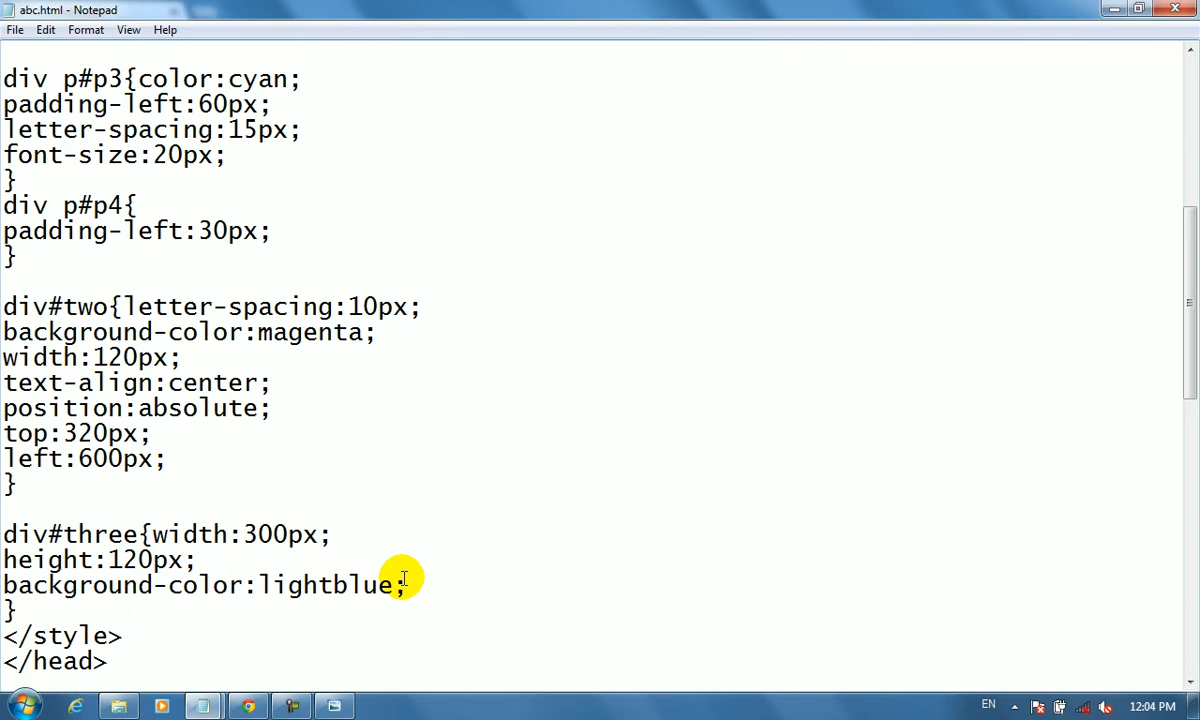 abc.html - Notepad
File Edit Format View Help
div p#p3{color:cyan;
padding-left:60px;
letter-spacing:15px;
font-size:20px;
}
div p#p4{
padding-left:30px;
}
div#two{letter-spacing:10px;
background-color:magenta;
width:120px;
text-align:center;
position:absolute;
top:320px;
left:600px;
}
div#three{width:300px;
height:120px;
background-color:lightblue;
}
</style>
</head>
EN 12:04 PM